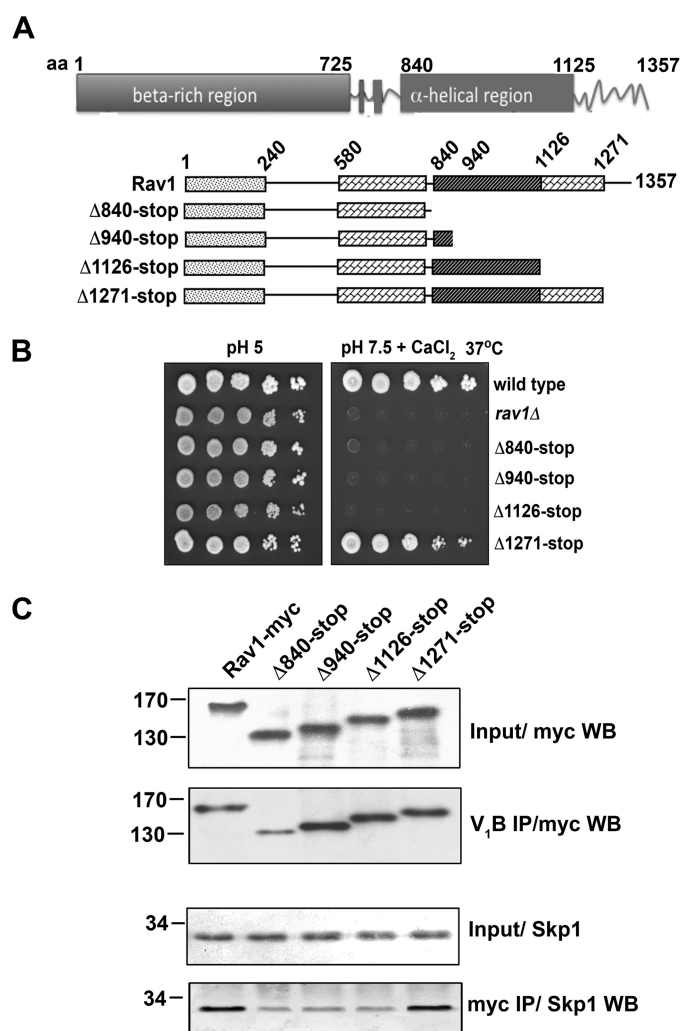 A
aa 1 725 840 1125 1357
beta-rich region α-helical region
1 240 580 840 940 1126 1271
Rav1 1357
Δ840-stop
Δ940-stop
Δ1126-stop
Δ1271-stop
B
pH 5 pH 7.5 + CaCl₂ 37°C
wild type
rav1Δ
Δ840-stop
Δ940-stop
Δ1126-stop
Δ1271-stop
C
Rav1-myc Δ840-stop Δ940-stop Δ1126-stop Δ1271-stop
170
130
Input/ myc WB
170
130
V₁B IP/myc WB
34
Input/ Skp1
34
myc IP/ Skp1 WB